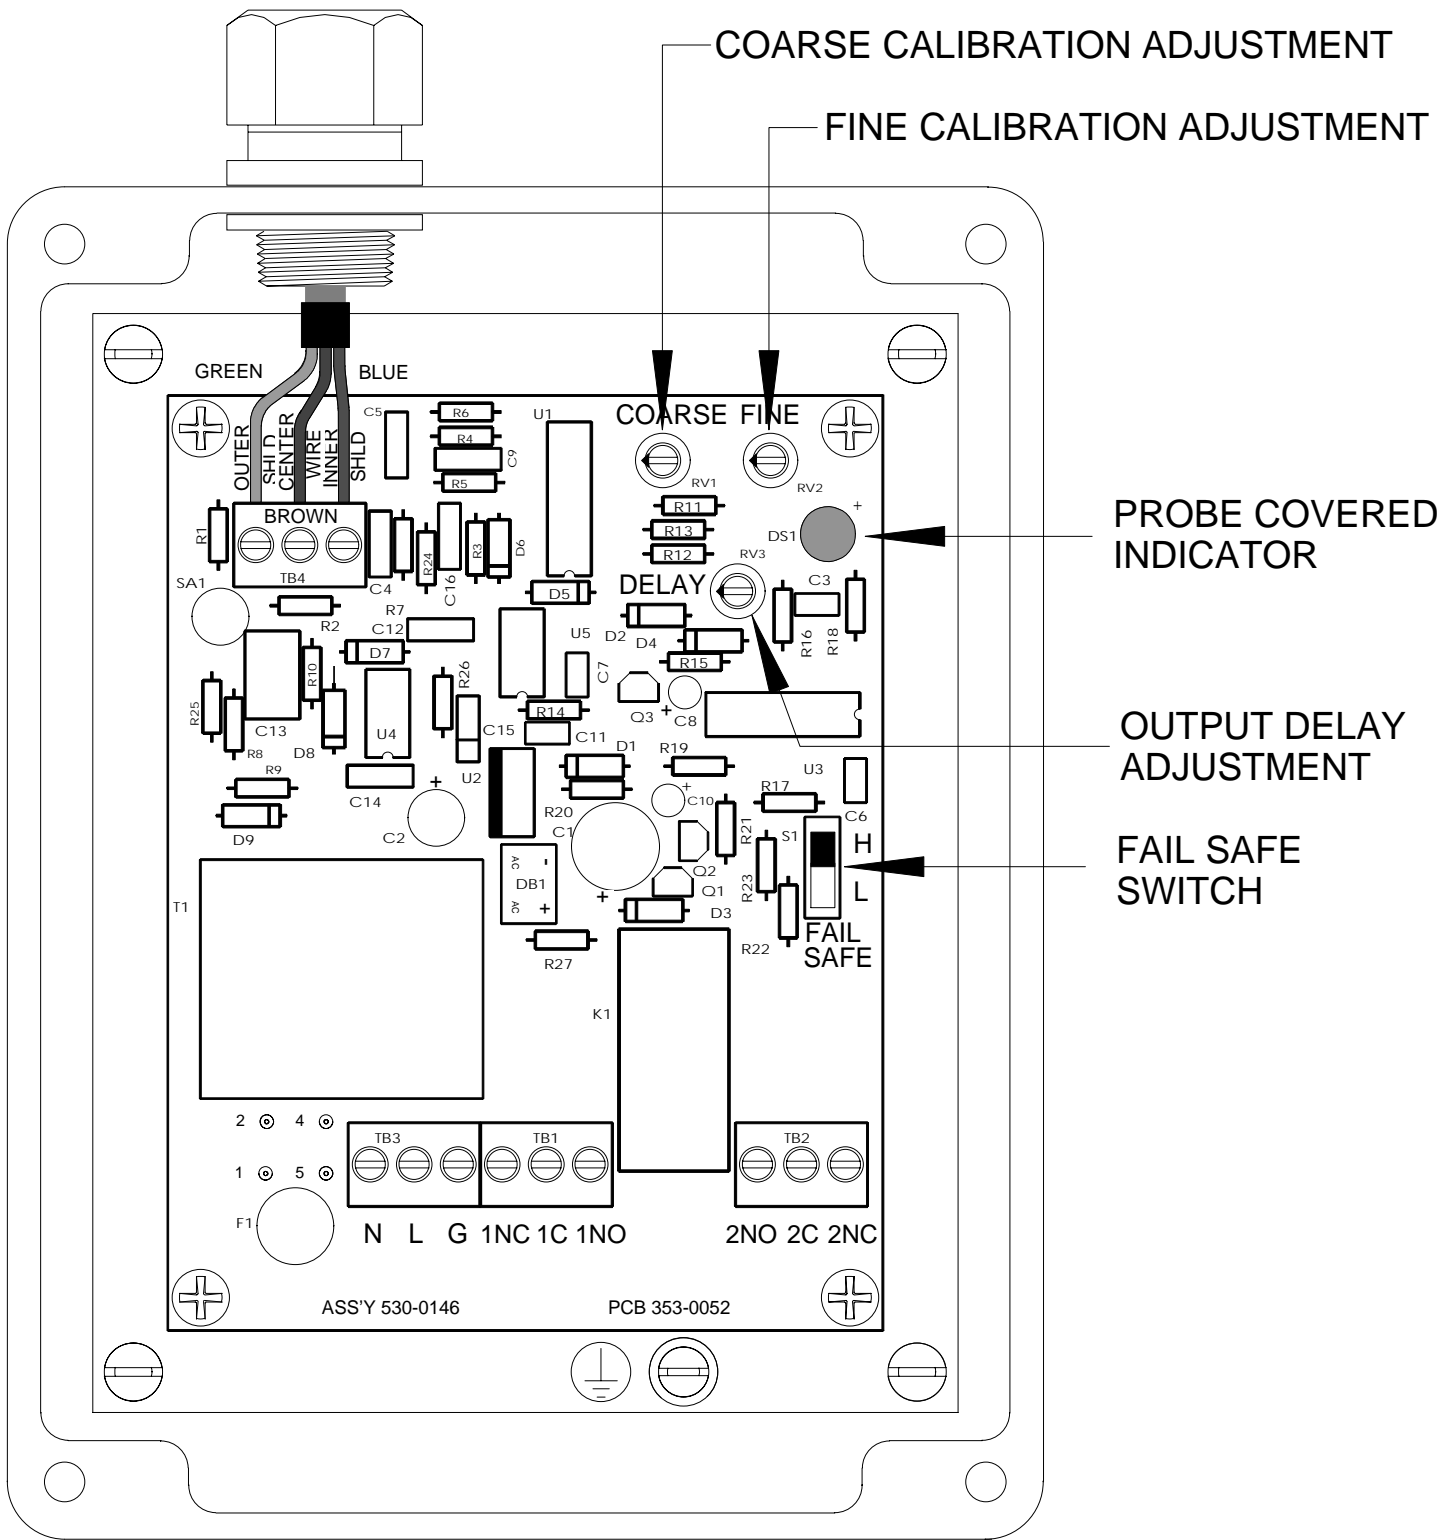 COARSE CALIBRATION ADJUSTMENT
FINE CALIBRATION ADJUSTMENT
GREEN
BLUE
OUTER
SHLD
CENTER
WIRE
INNER
SHLD
C5
R6
R4
C9
R5
U1
COARSE
FINE
RV1
RV2
R11
R13
R12
DS1
+
PROBE COVERED
INDICATOR
R1
BROWN
TB4
C4
R24
C16
R3
D6
D5
DELAY
RV3
C3
R16
R18
SA1
R2
R7
C12
D7
U5
C7
D2
D4
R15
Q3
+
C8
R10
R26
R25
R8
C13
D8
U4
C15
R14
C11
OUTPUT DELAY
ADJUSTMENT
R9
C14
+
C2
U2
D1
R19
R20
C1
+
C10
R17
U3
C6
D9
R21
S1
H
L
FAIL SAFE
SWITCH
Q2
Q1
R23
R22
FAIL
SAFE
AC
-
DB1
AC
+
+
D3
R27
T1
K1
2
4
1
5
F1
TB3
TB1
TB2
N L G 1NC 1C 1NO
2NO 2C 2NC
ASS'Y 530-0146
PCB 353-0052